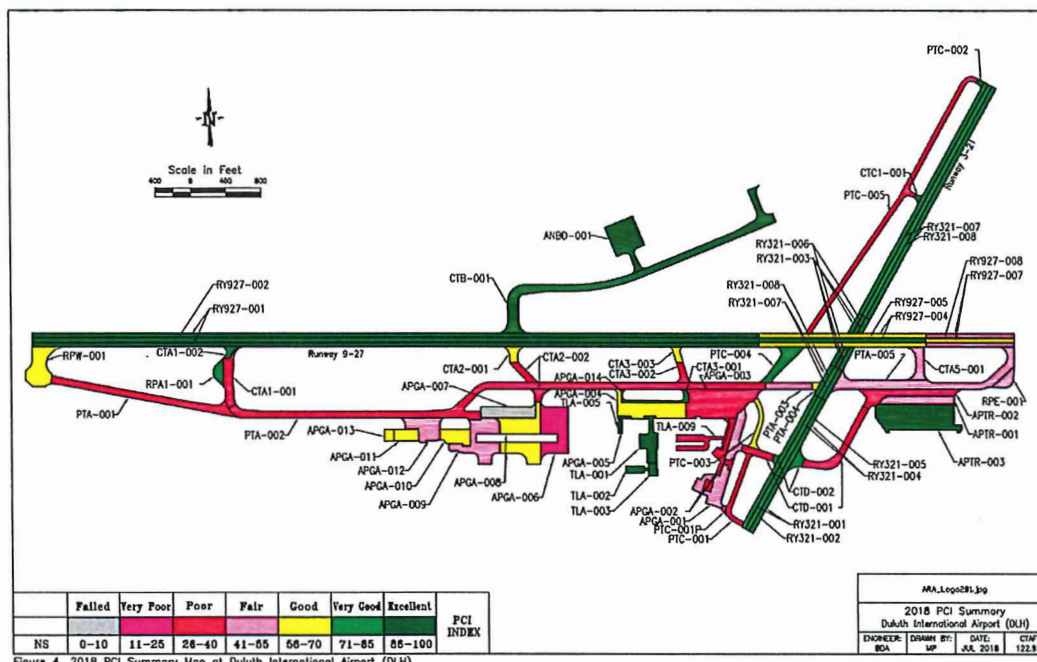 PTC-002
N
Scale in Feet
400 0 400 800
Runway 3-21
CTC1-001
PTC-005
ANBO-001
RY321-007
RY321-008
RY321-006
RY321-003
RY927-008
RY927-007
CTB-001
RY927-002
RY927-001
RY321-008
RY321-007
RY927-005
RY927-004
CTA1-002
RPW-001
Runway 9-27
CTA3-003
CTA3-002
PTC-004
PTA-005
CTA2-002
CTA2-001
CTA3-001
APGA-003
CTA5-001
RPA1-001
CTA1-001
APGA-014
APGA-007
APGA-004
TLA-005
RPE-001
PTA-001
PTA-003
PTA-004
APTR-002
APTR-001
PTA-002
TLA-009
APGA-013
APTR-003
APGA-011
APGA-012
APGA-010
APGA-009
APGA-008
APGA-006
APGA-005
TLA-001
TLA-002
TLA-003
PTC-003
RY321-005
RY321-004
CTD-002
CTD-001
APGA-002
APGA-001
PTC-001P
PTC-001
RY321-001
RY321-002
Failed Very Poor Poor Fair Good Very Good Excellent
PCI
INDEX
NS 0-10 11-25 26-40 41-55 56-70 71-85 86-100
ARA_Logo281.jpg
2018 PCI Summary
Duluth International Airport (DLH)
ENGINEER: DRAWN BY: DATE: CTAF
BDA MP JUL 2018 122.9
Figure 4. 2018 PCI Summary Map at Duluth International Airport (DLH)